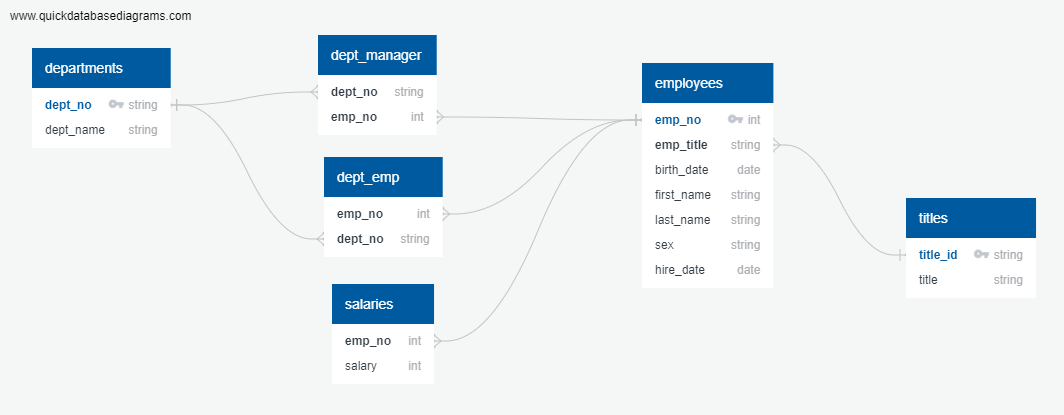 www.quickdatabasediagrams.com
departments
dept_no string
dept_name string
dept_manager
dept_no string
emp_no int
dept_emp
emp_no int
dept_no string
salaries
emp_no int
salary int
employees
emp_no int
emp_title string
birth_date date
first_name string
last_name string
sex string
hire_date date
titles
title_id string
title string